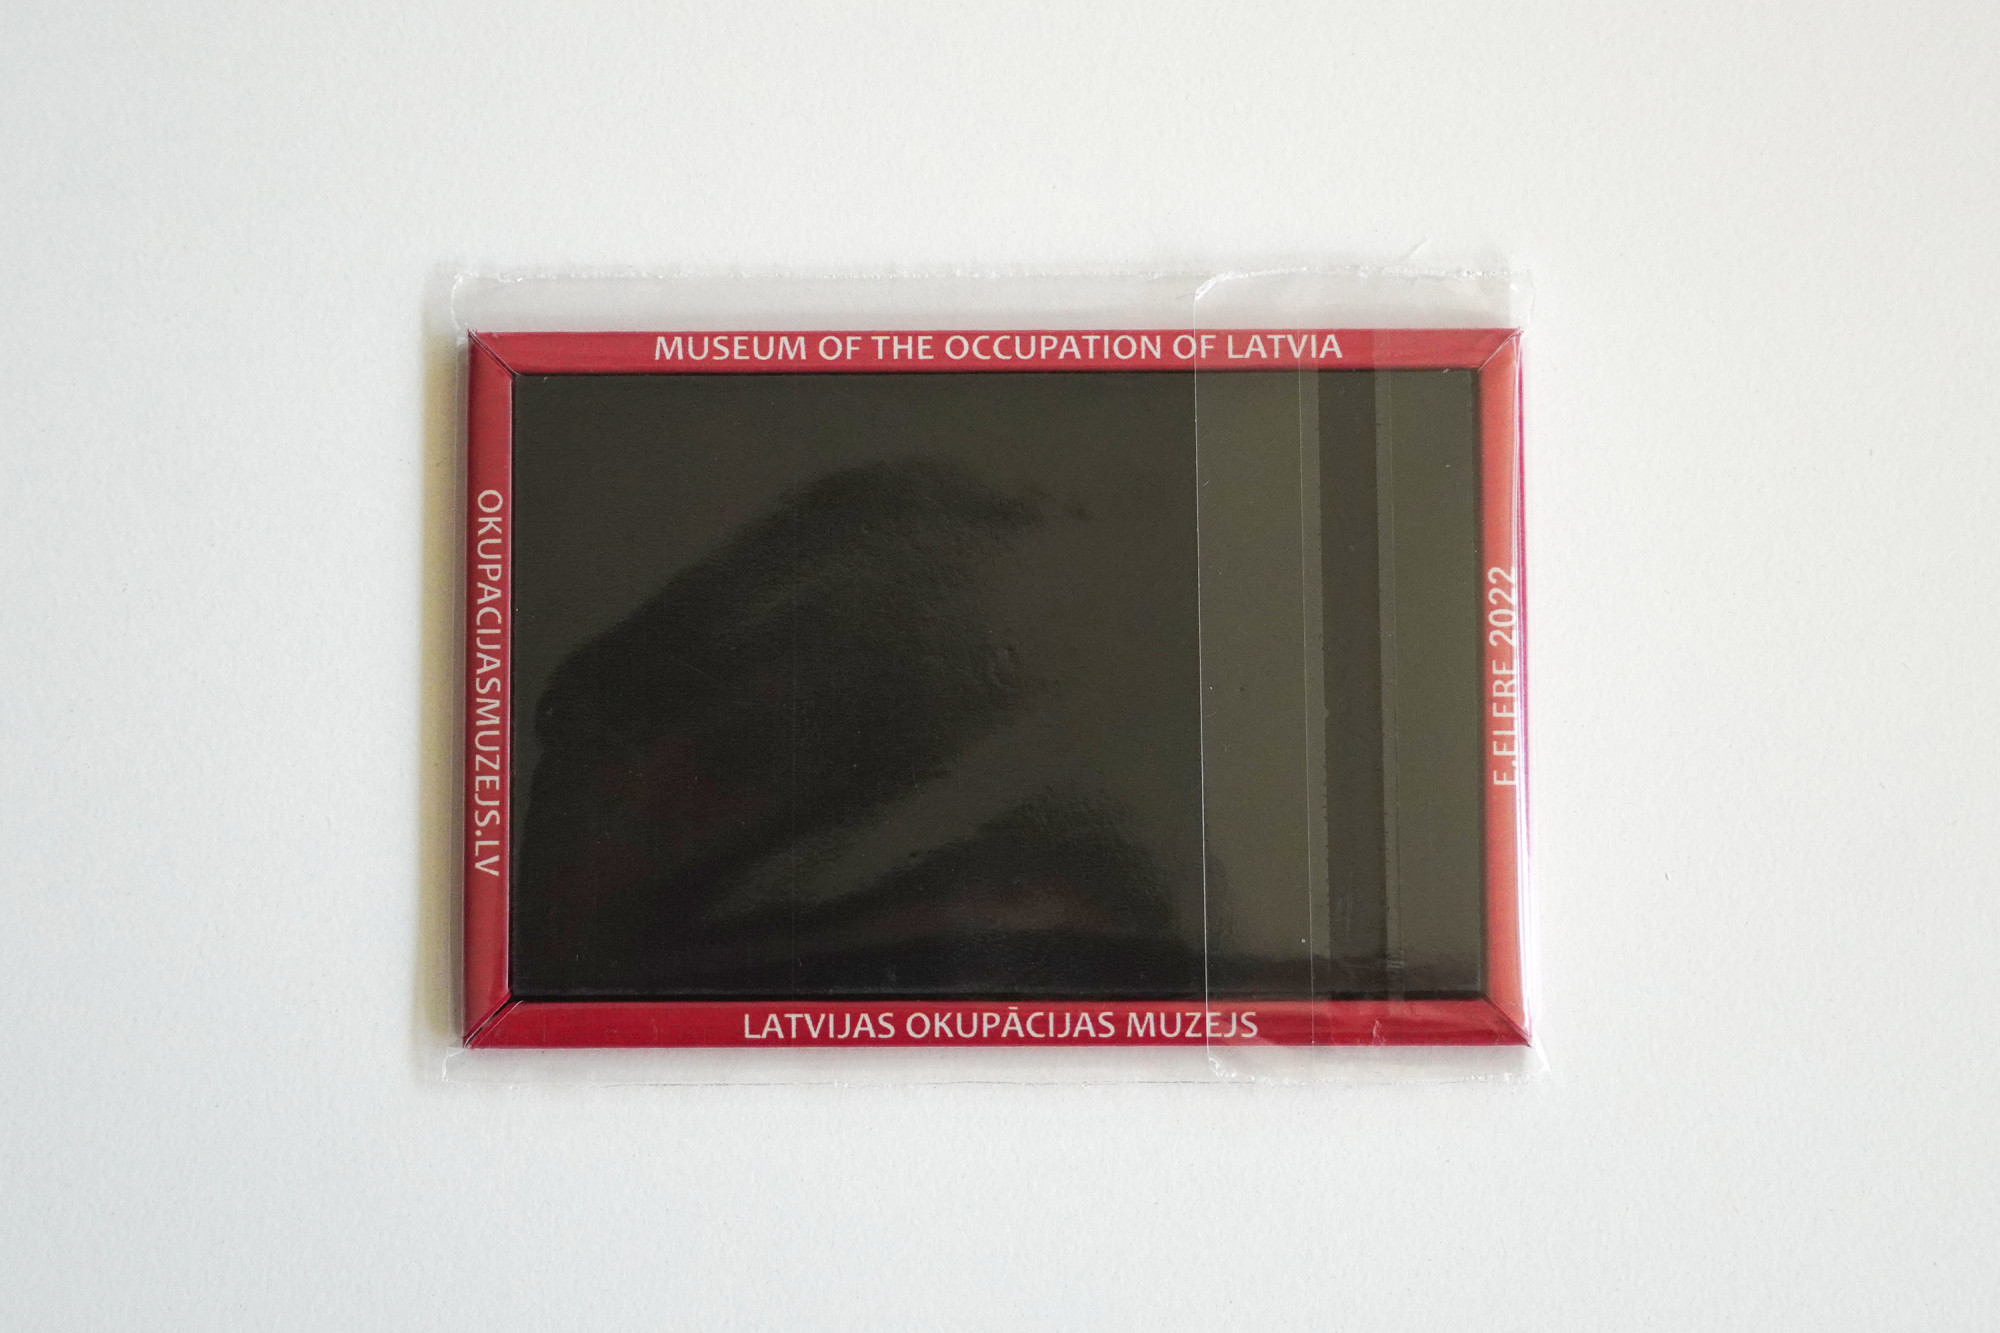 MUSEUM OF THE OCCUPATION OF LATVIA
OKUPACIJASMUZEJS.LV
E.ELERE 2022
LATVIJAS OKUPĀCIJAS MUZEJS